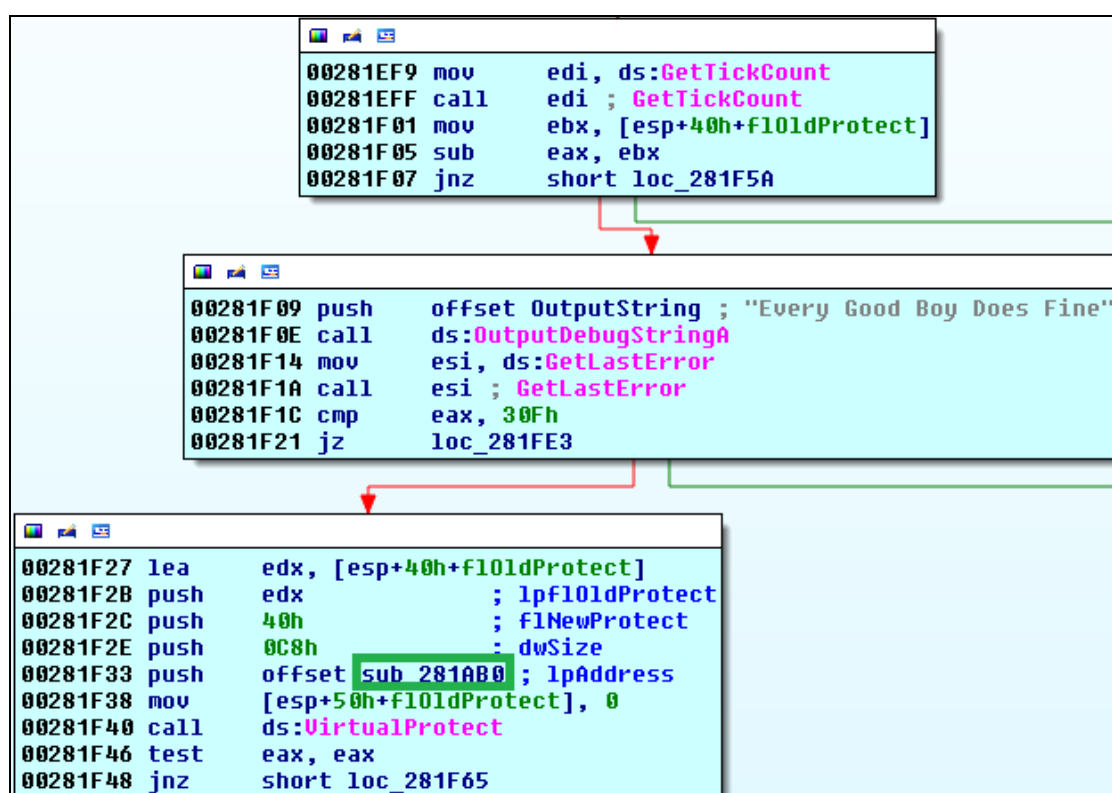 00281EF9 mov     edi, ds:GetTickCount
00281EFF call    edi ; GetTickCount
00281F01 mov     ebx, [esp+40h+flOldProtect]
00281F05 sub     eax, ebx
00281F07 jnz     short loc_281F5A
00281F09 push    offset OutputString ; "Every Good Boy Does Fine"
00281F0E call    ds:OutputDebugStringA
00281F14 mov     esi, ds:GetLastError
00281F1A call    esi ; GetLastError
00281F1C cmp     eax, 30Fh
00281F21 jz      loc_281FE3
00281F27 lea     edx, [esp+40h+flOldProtect]
00281F2B push    edx             ; lpflOldProtect
00281F2C push    40h             ; flNewProtect
00281F2E push    0C8h            ; dwSize
00281F33 push    offset sub_281AB0 ; lpAddress
00281F38 mov     [esp+50h+flOldProtect], 0
00281F40 call    ds:VirtualProtect
00281F46 test    eax, eax
00281F48 jnz     short loc_281F65